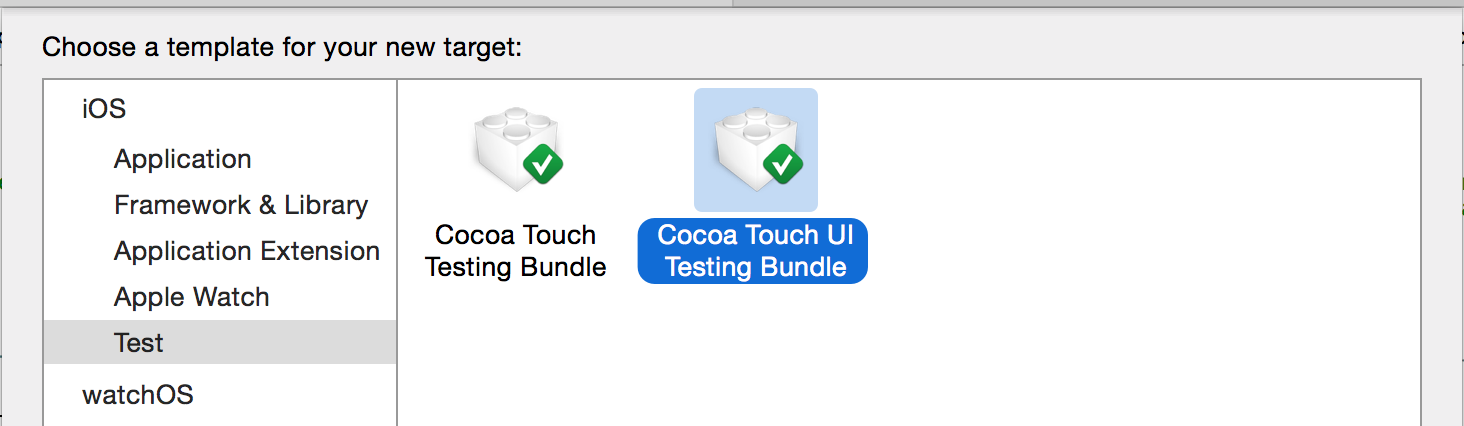 Choose a template for your new target:
iOS
Application
Framework & Library
Application Extension
Apple Watch
Test
watchOS
Cocoa Touch
Testing Bundle
Cocoa Touch UI
Testing Bundle